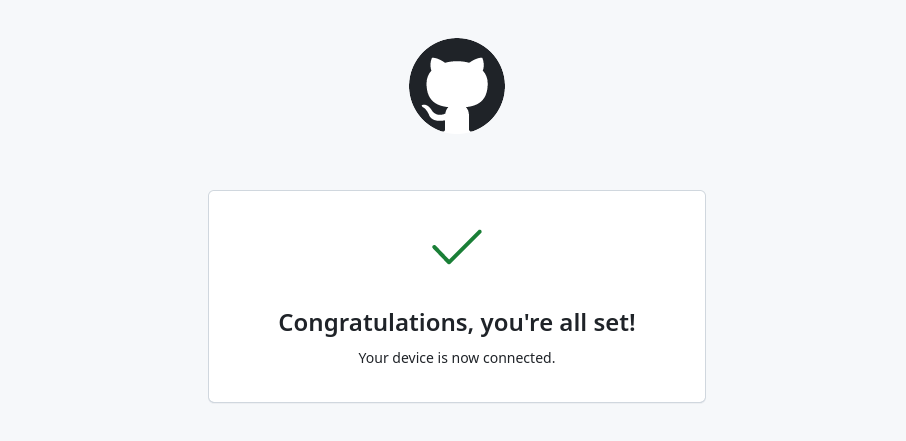 Congratulations, you're all set!
Your device is now connected.